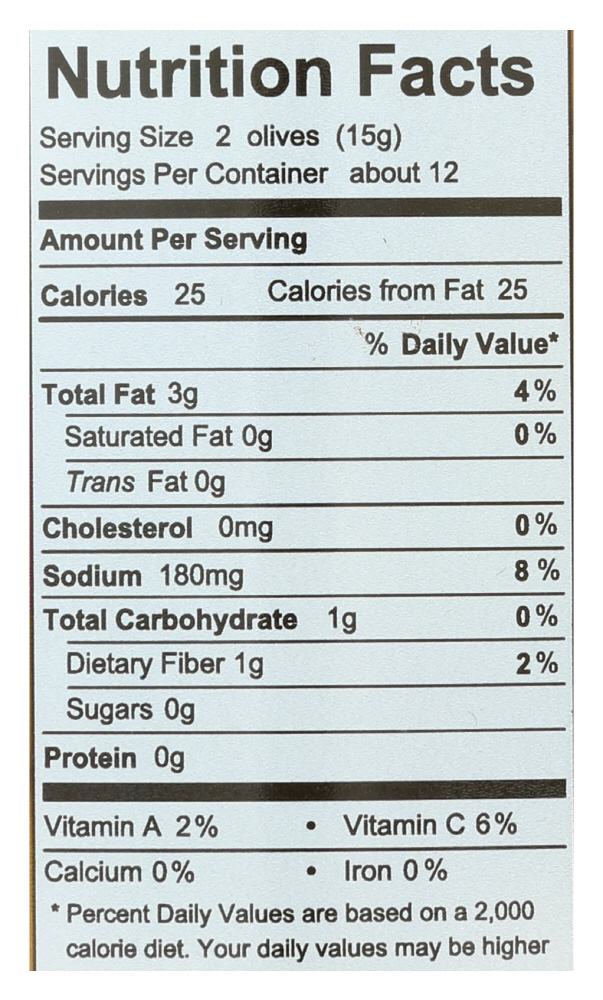 Nutrition Facts
Serving Size 2 olives (15g)
Servings Per Container about 12
Amount Per Serving
Calories 25 Calories from Fat 25
% Daily Value*
Total Fat 3g 4%
Saturated Fat 0g 0%
Trans Fat 0g
Cholesterol 0mg 0%
Sodium 180mg 8%
Total Carbohydrate 1g 0%
Dietary Fiber 1g 2%
Sugars 0g
Protein 0g
Vitamin A 2% • Vitamin C 6%
Calcium 0% • Iron 0%
* Percent Daily Values are based on a 2,000
calorie diet. Your daily values may be higher